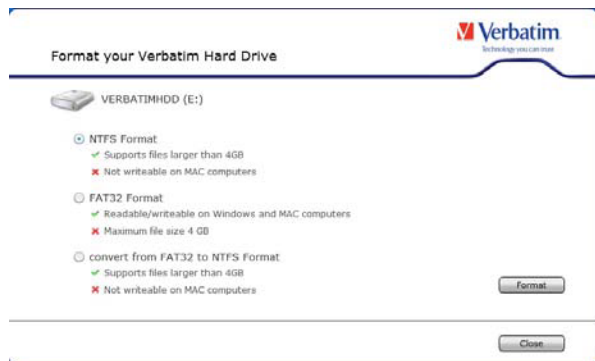 Verbatim
Technology you can trust
Format your Verbatim Hard Drive
VERBATIMHDD (E:)
NTFS Format
Supports files larger than 4GB
Not writeable on MAC computers
FAT32 Format
Readable/writeable on Windows and MAC computers
Maximum file size 4 GB
convert from FAT32 to NTFS Format
Supports files larger than 4GB
Not writeable on MAC computers
Format
Close